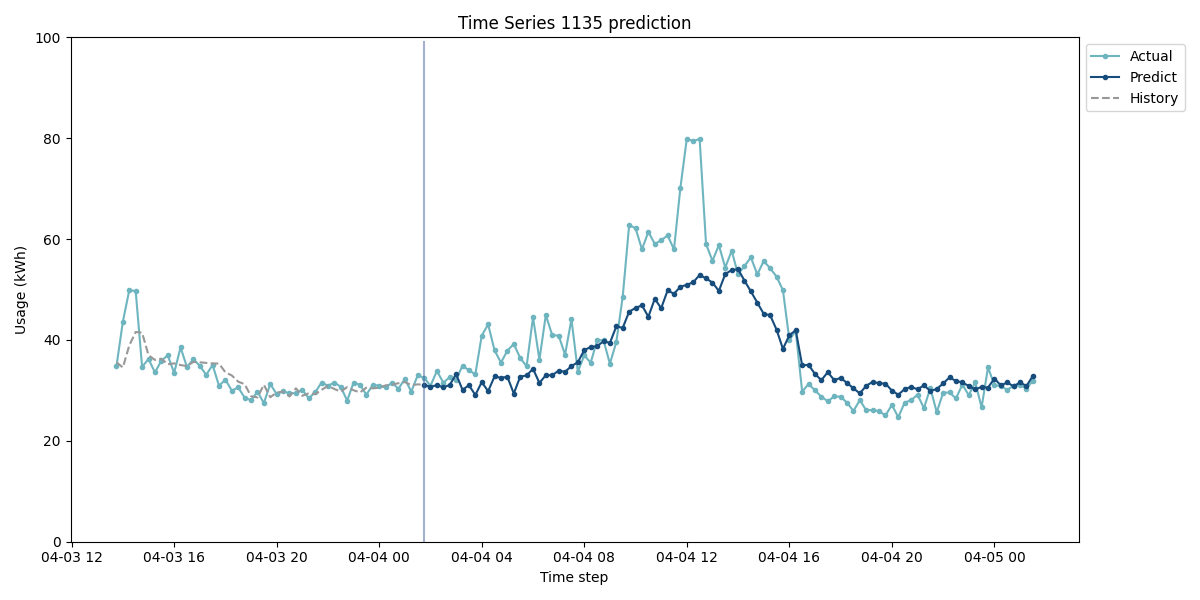 Time Series 1135 prediction
100
80
60
40
20
0
Usage (kWh)
04-03 12
04-03 16
04-03 20
04-04 00
04-04 04
04-04 08
04-04 12
04-04 16
04-04 20
04-05 00
Time step
Actual
Predict
History